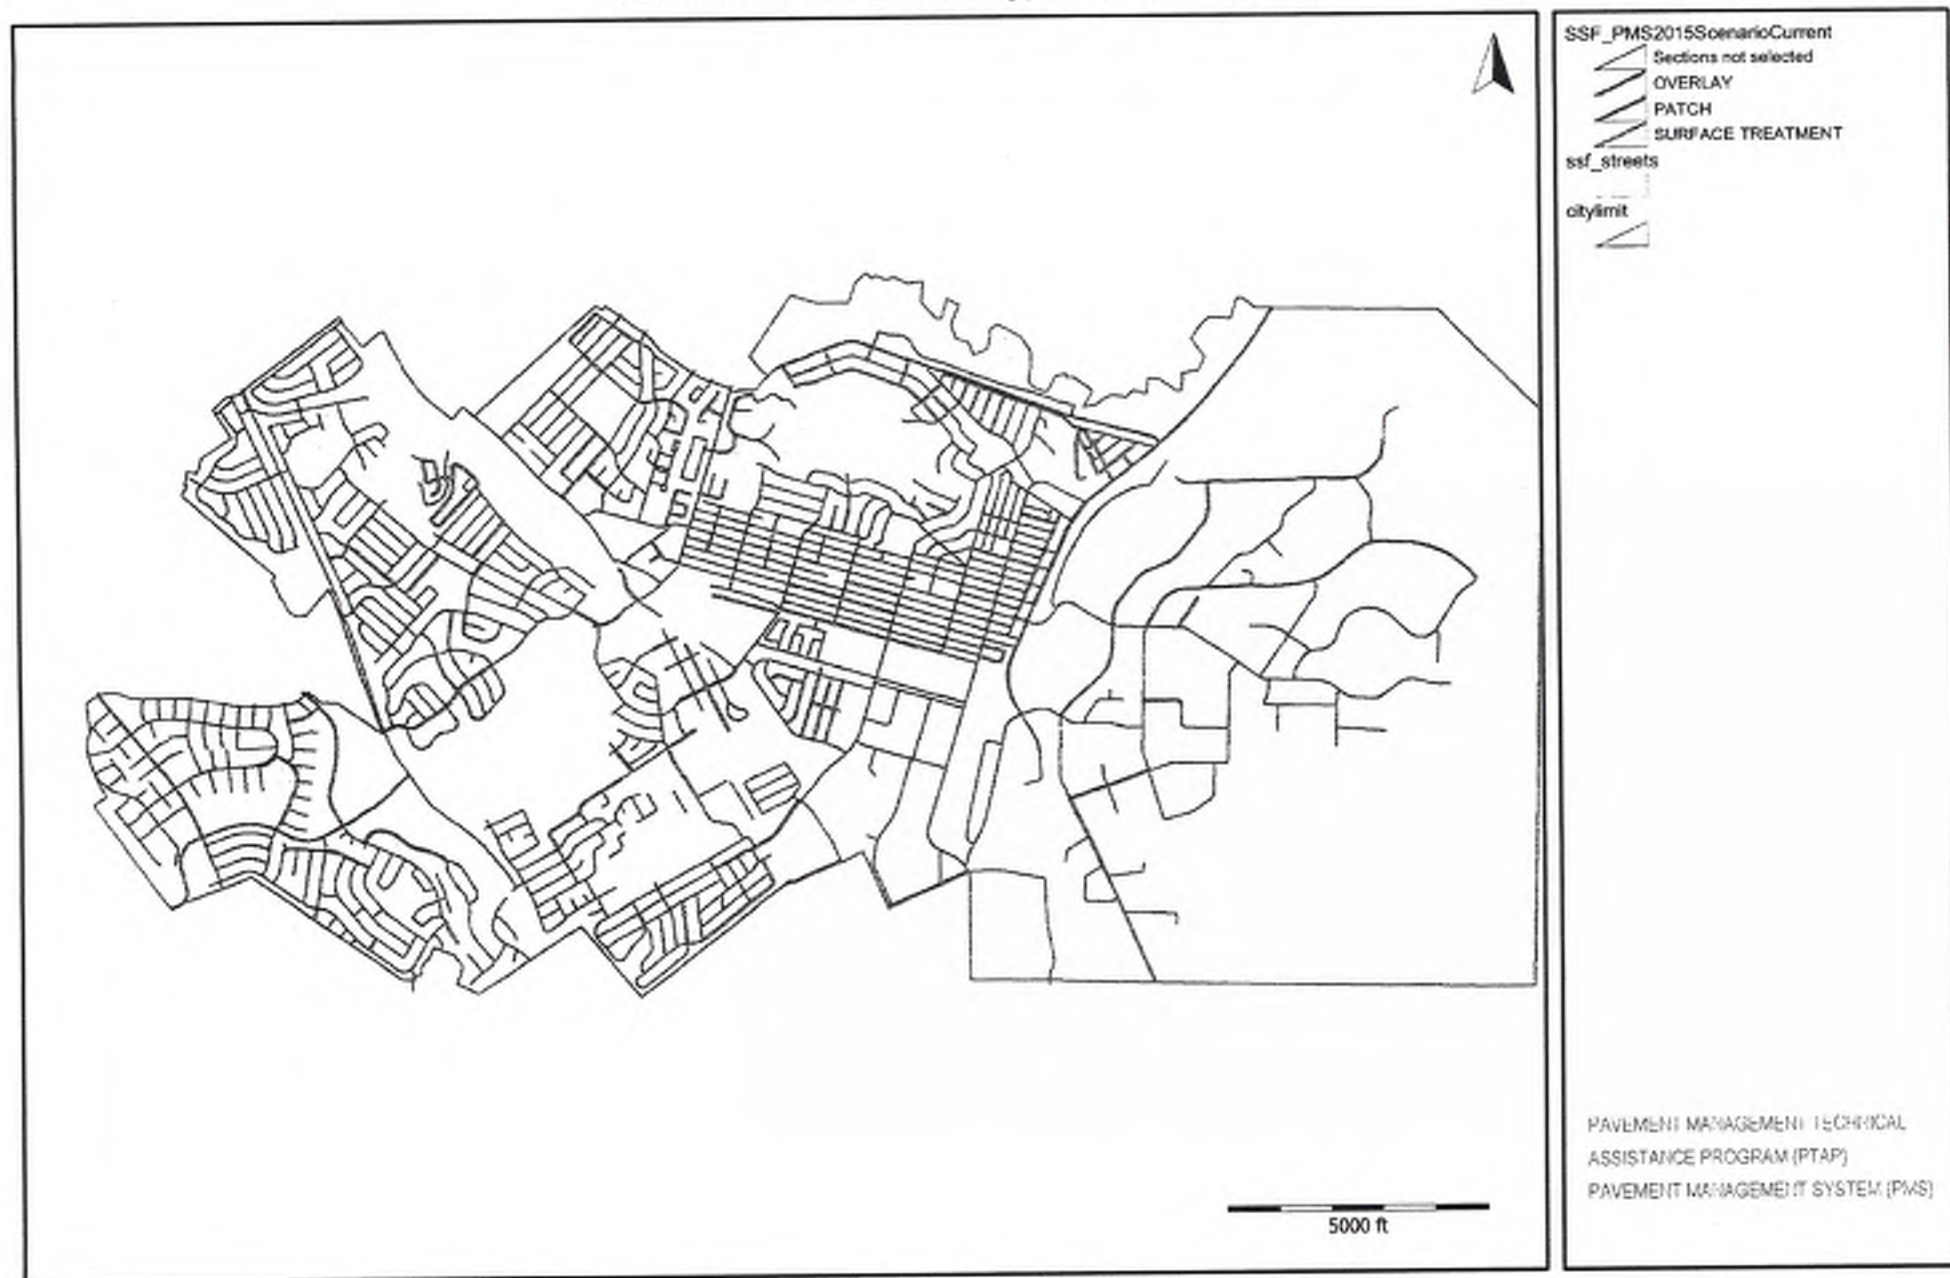 SSF_PMS2015ScenarioCurrent
Sections not selected
OVERLAY
PATCH
SURFACE TREATMENT
ssf_streets
citylimit
PAVEMENT MANAGEMENT TECHNICAL
ASSISTANCE PROGRAM (PTAP)
PAVEMENT MANAGEMENT SYSTEM (PMS)
5000 ft